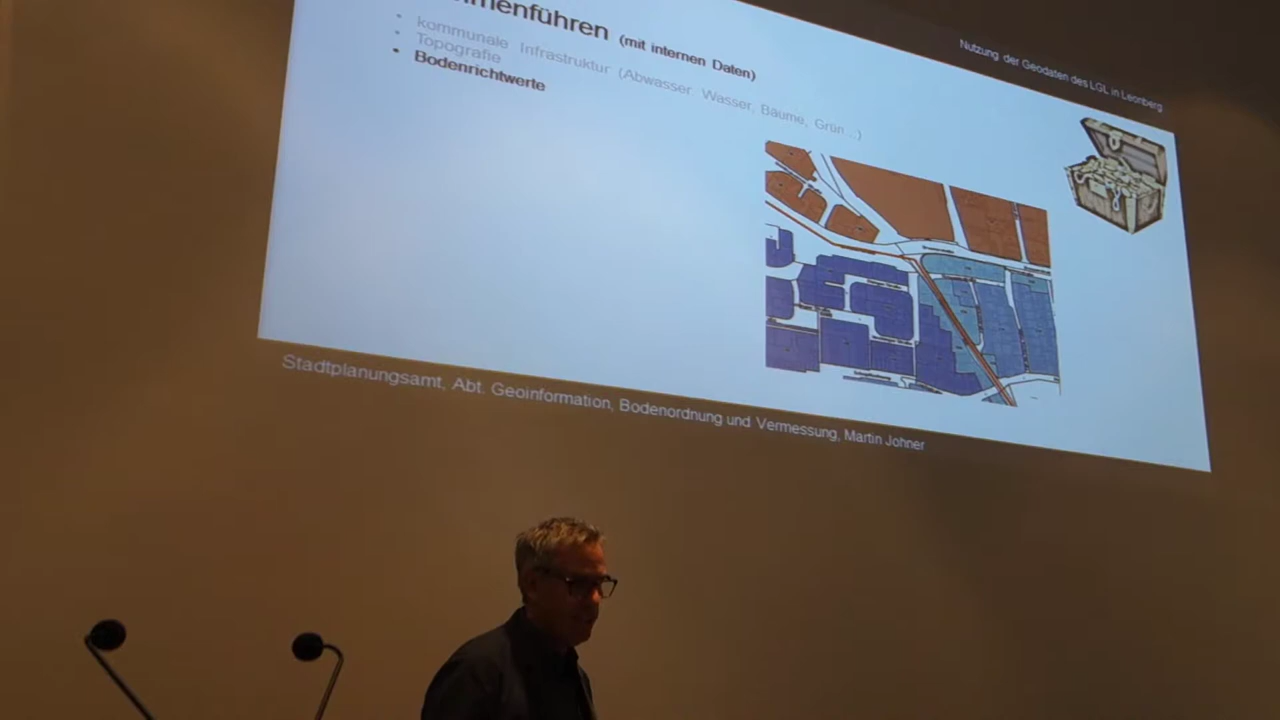 menführen (mit internen Daten)
Nutzung der Geodaten des LGL in Leonberg
• kommunale Infrastruktur (Abwasser Wasser, Bäume, Grün ...)
• Topografie
• Bodenrichtwerte
Stadtplanungsamt, Abt. Geoinformation, Bodenordnung und Vermessung, Martin Johner